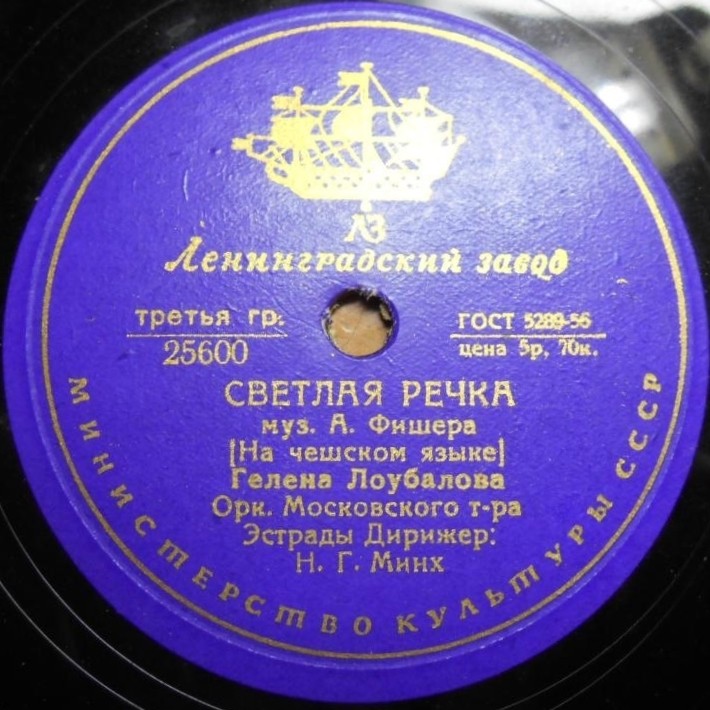 ЛЗ
Ленинградский завод
третья гр.
25600
ГОСТ 5289-56
цена 5р. 70к.
СВЕТЛАЯ РЕЧКА
муз. А. Фишера
[На чешском языке]
Гелена Лоубалова
Орк. Московского т-ра
Эстрады Дирижер:
Н. Г. Минх
МИНИСТЕРСТВО КУЛЬТУРЫ СССР